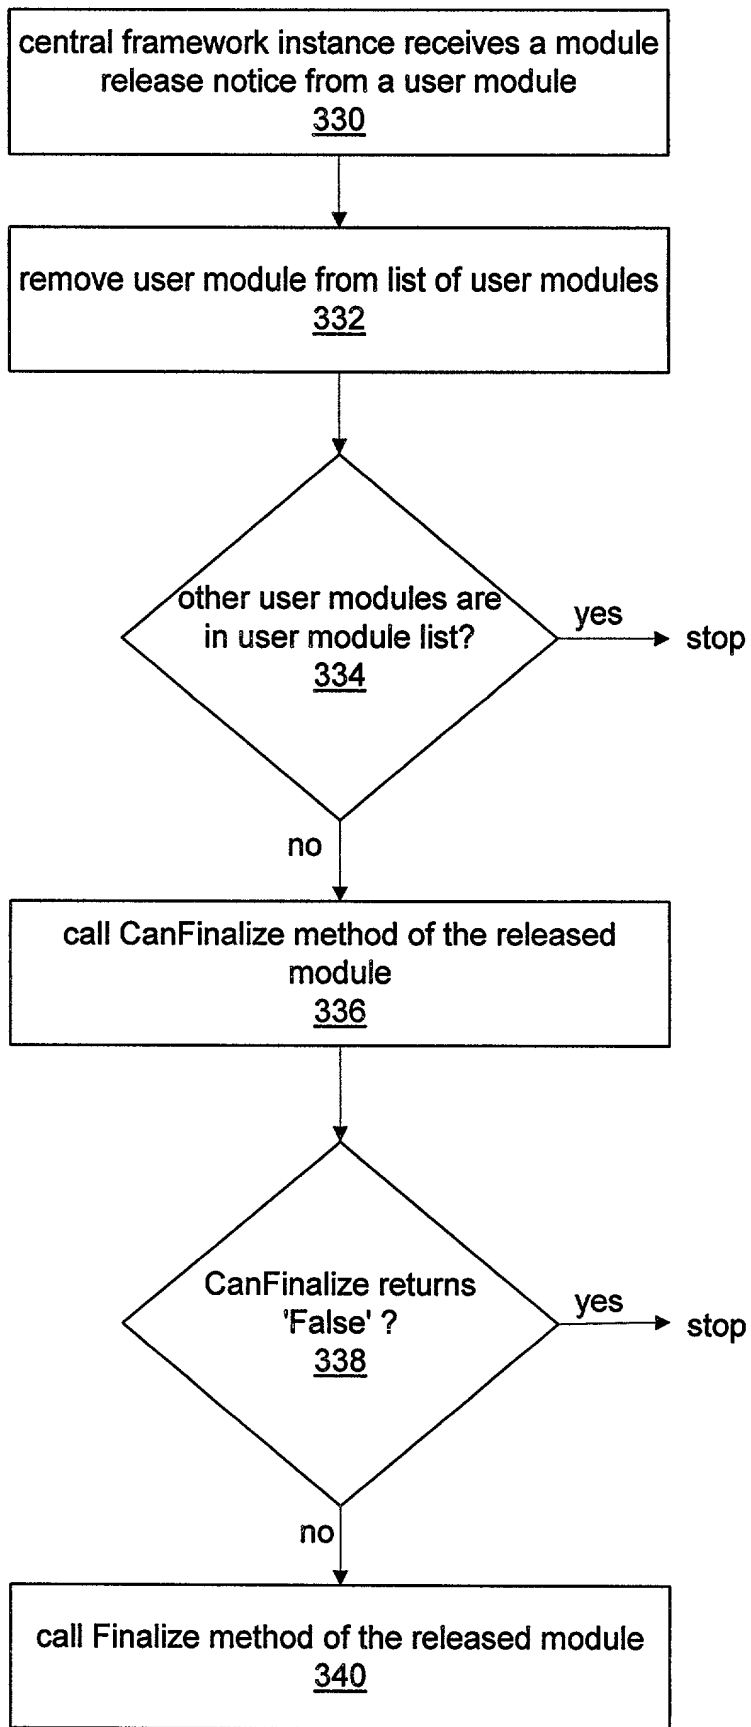 central framework instance receives a module
release notice from a user module
330
remove user module from list of user modules
332
other user modules are
in user module list?
334
yes
stop
no
call CanFinalize method of the released
module
336
CanFinalize returns
'False' ?
338
yes
stop
no
call Finalize method of the released module
340